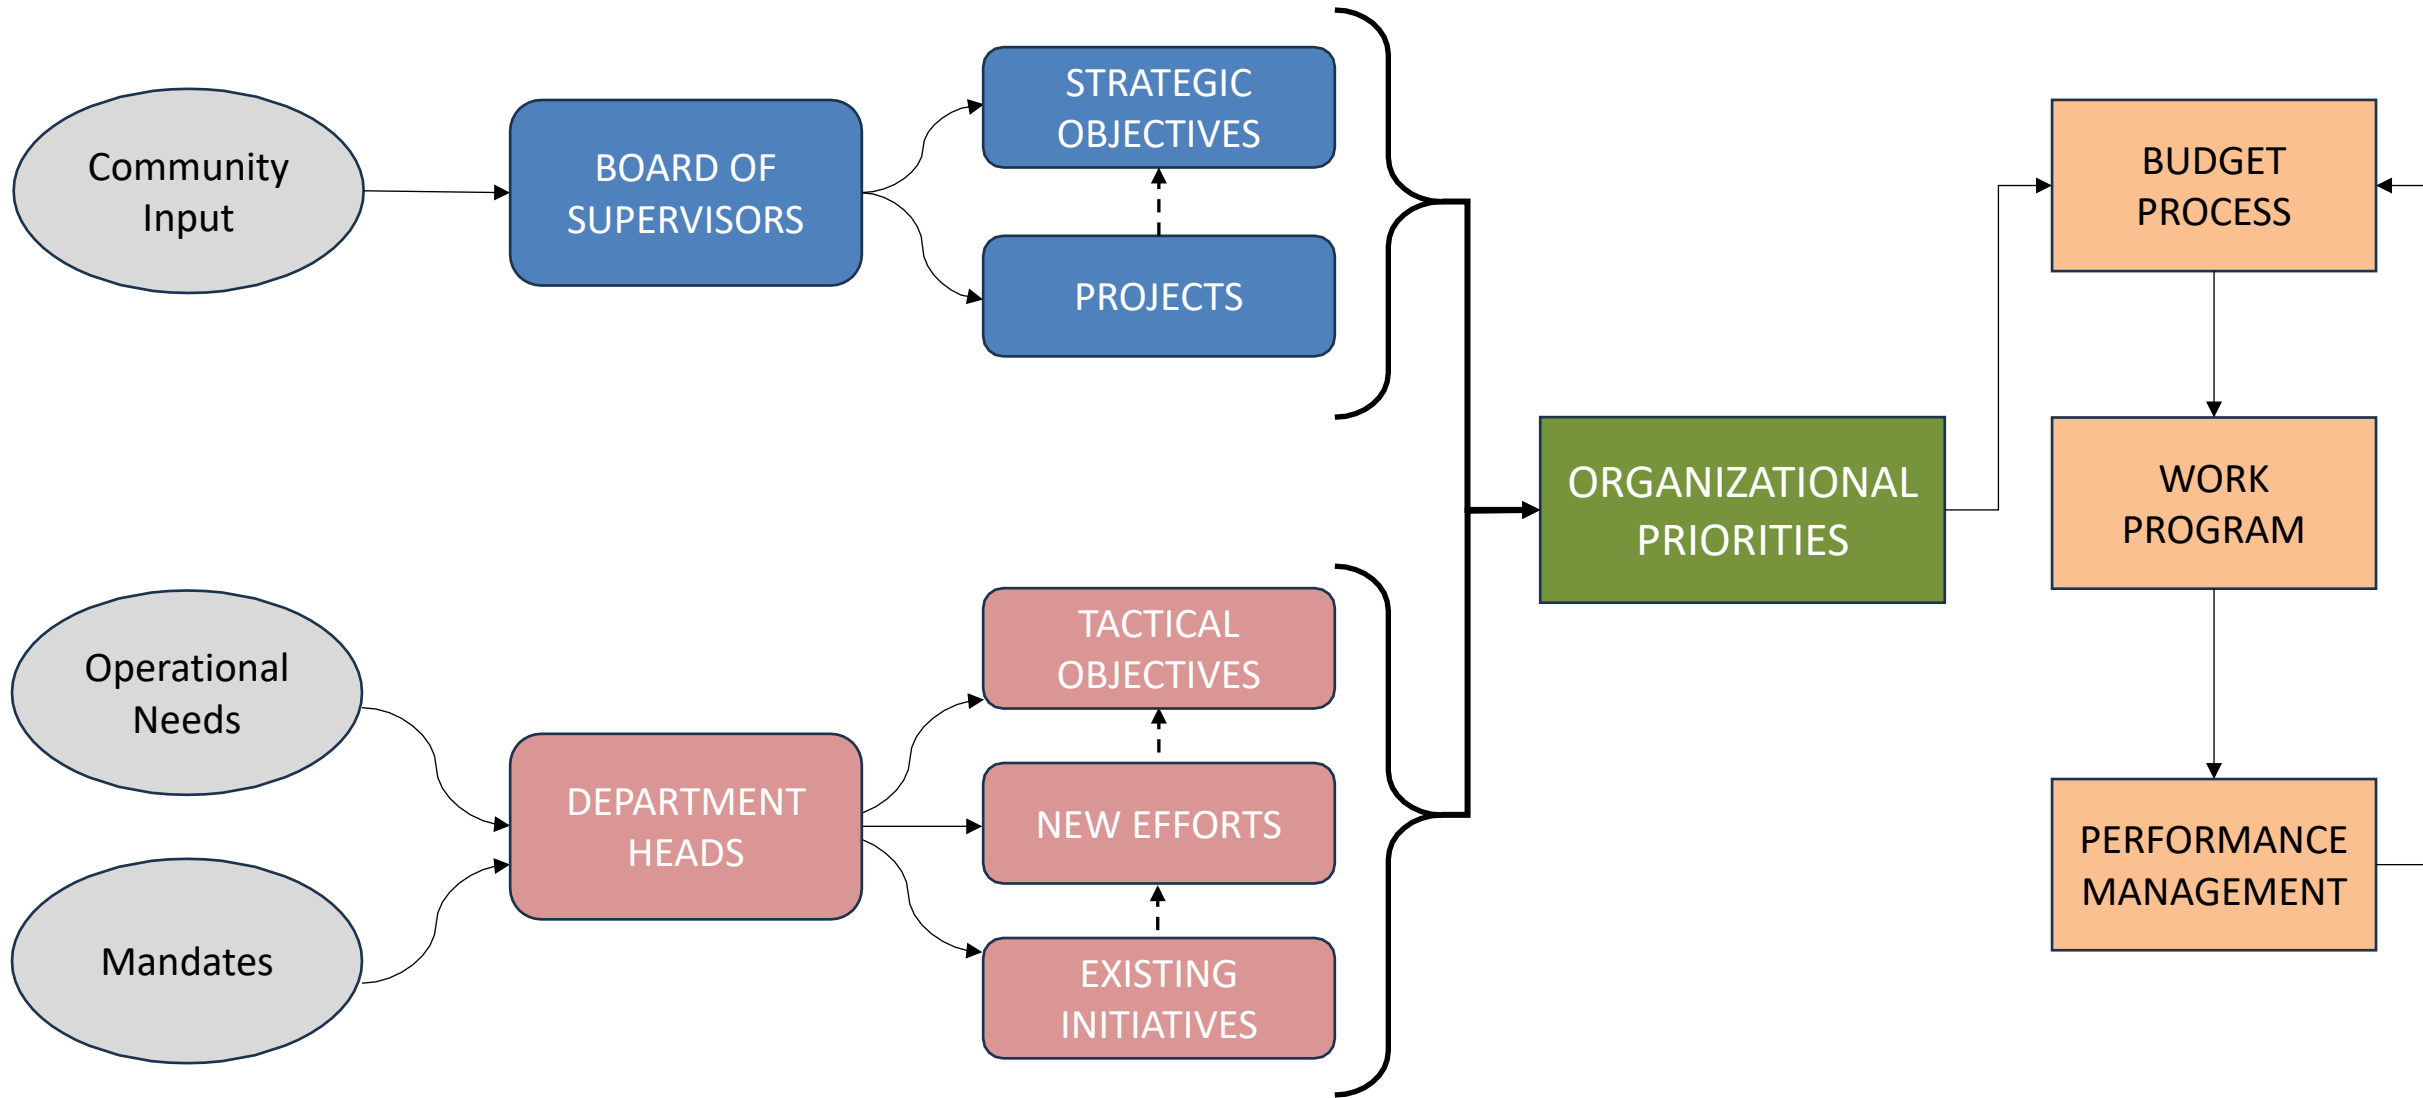 Community
Input
BOARD OF
SUPERVISORS
STRATEGIC
OBJECTIVES
PROJECTS
Operational
Needs
Mandates
DEPARTMENT
HEADS
TACTICAL
OBJECTIVES
NEW EFFORTS
EXISTING
INITIATIVES
ORGANIZATIONAL
PRIORITIES
BUDGET
PROCESS
WORK
PROGRAM
PERFORMANCE
MANAGEMENT